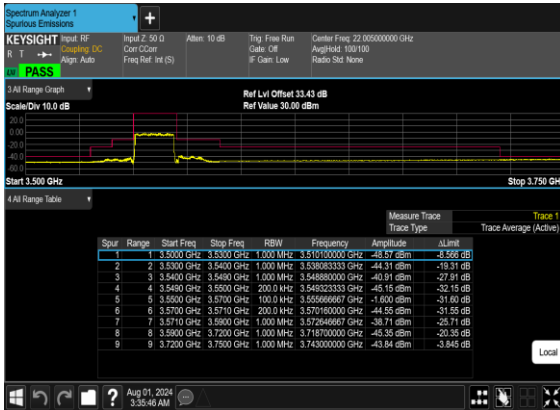 Spectrum Analyzer 1
Spurious Emissions
+
KEYSIGHT Input: RF Input Z: 50 Ω Atten: 10 dB Trig: Free Run Center Freq: 22.005000000 GHz
R T Coupling: DC Corr CCorr Gate: Off Avg|Hold: 100/100
Align: Auto Freq Ref: Int (S) IF Gain: Low Radio Std: None
PASS
3 All Range Graph
Ref Lvl Offset 33.43 dB
Scale/Div 10.0 dB Ref Value 30.00 dBm
20.0
0.00
-20.0
-40.0
-60.0
Start 3.500 GHz Stop 3.750 GH
4 All Range Table
Measure Trace Trace 1
Trace Type Trace Average (Active)
Spur Range Start Freq Stop Freq RBW Frequency Amplitude ΔLimit
1 1 3.5000 GHz 3.5300 GHz 1.000 MHz 3.510100000 GHz -48.57 dBm -8.566 dB
2 2 3.5300 GHz 3.5400 GHz 1.000 MHz 3.538083333 GHz -44.31 dBm -19.31 dB
3 3 3.5400 GHz 3.5490 GHz 1.000 MHz 3.548880000 GHz -40.91 dBm -27.91 dB
4 4 3.5490 GHz 3.5500 GHz 200.0 kHz 3.549323333 GHz -45.15 dBm -32.15 dB
5 5 3.5500 GHz 3.5700 GHz 100.0 kHz 3.555666667 GHz -1.600 dBm -31.60 dB
6 6 3.5700 GHz 3.5710 GHz 200.0 kHz 3.570160000 GHz -44.55 dBm -31.55 dB
7 7 3.5710 GHz 3.5900 GHz 1.000 MHz 3.572646667 GHz -38.71 dBm -25.71 dB
8 8 3.5900 GHz 3.7200 GHz 1.000 MHz 3.718700000 GHz -45.35 dBm -20.35 dB
9 9 3.7200 GHz 3.7500 GHz 1.000 MHz 3.743000000 GHz -43.84 dBm -3.845 dB
Local
? Aug 01, 2024
3:35:46 AM